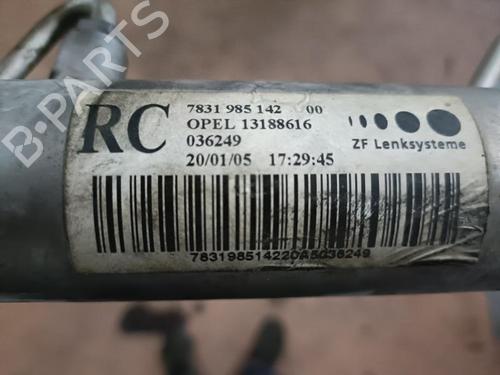 B-PARTS
RC
7831 985 142 00
OPEL 13188616
036249
20/01/05 17:29:45
ZF Lenksysteme
783198514220A5036249